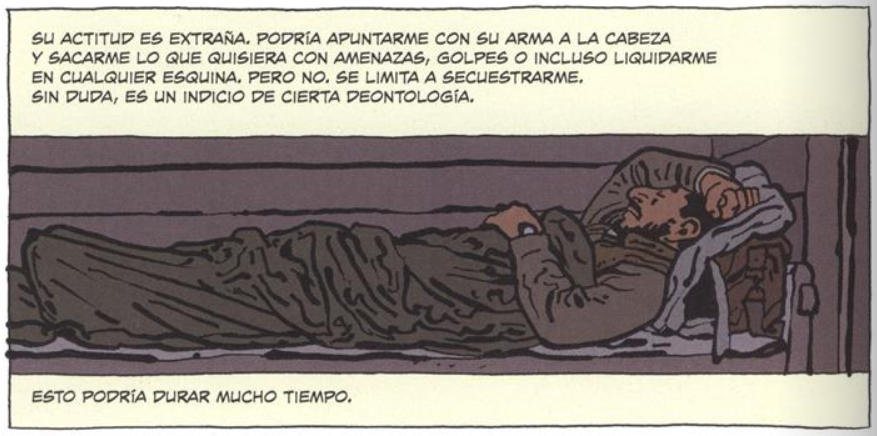 SU ACTITUD ES EXTRAÑA. PODRÍA APUNTARME CON SU ARMA A LA CABEZA
Y SACARME LO QUE QUISIERA CON AMENAZAS, GOLPES O INCLUSO LIQUIDARME
EN CUALQUIER ESQUINA. PERO NO. SE LIMITA A SECUESTRARME.
SIN DUDA, ES UN INDICIO DE CIERTA DEONTOLOGÍA.
ESTO PODRÍA DURAR MUCHO TIEMPO.